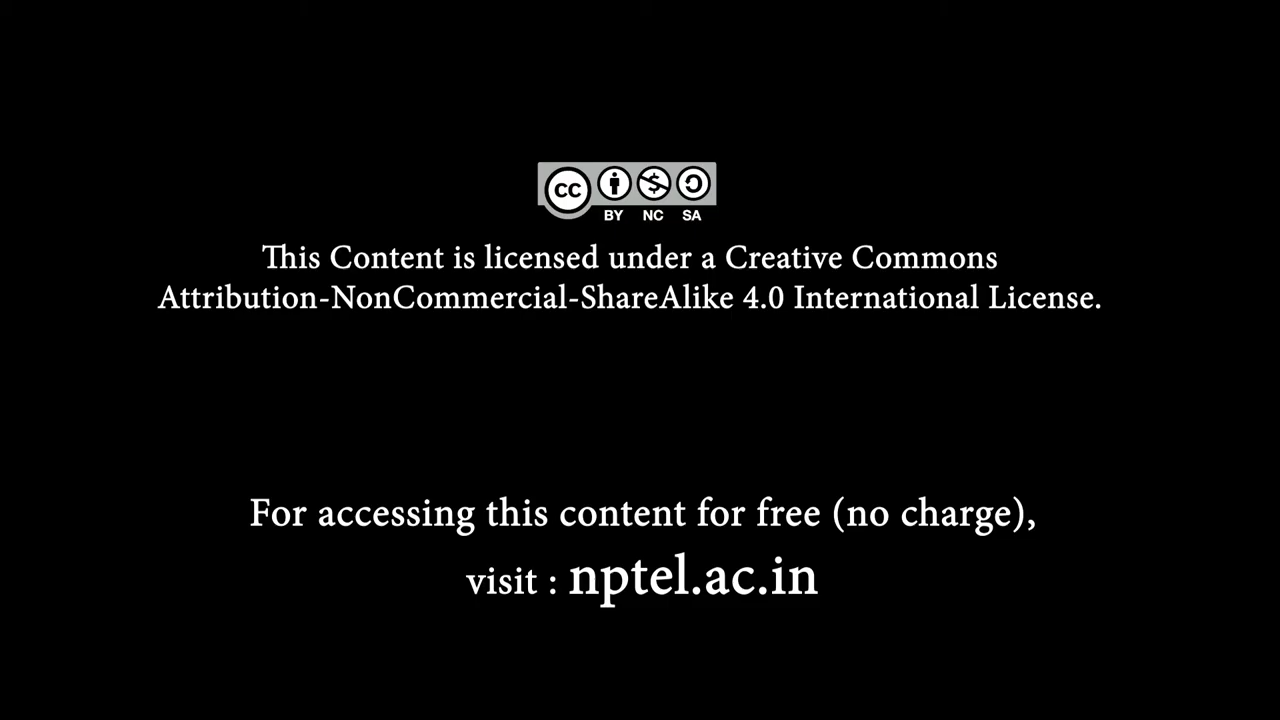 CC BY NC SA
This Content is licensed under a Creative Commons
Attribution-NonCommercial-ShareAlike 4.0 International License.
For accessing this content for free (no charge),
visit : nptel.ac.in